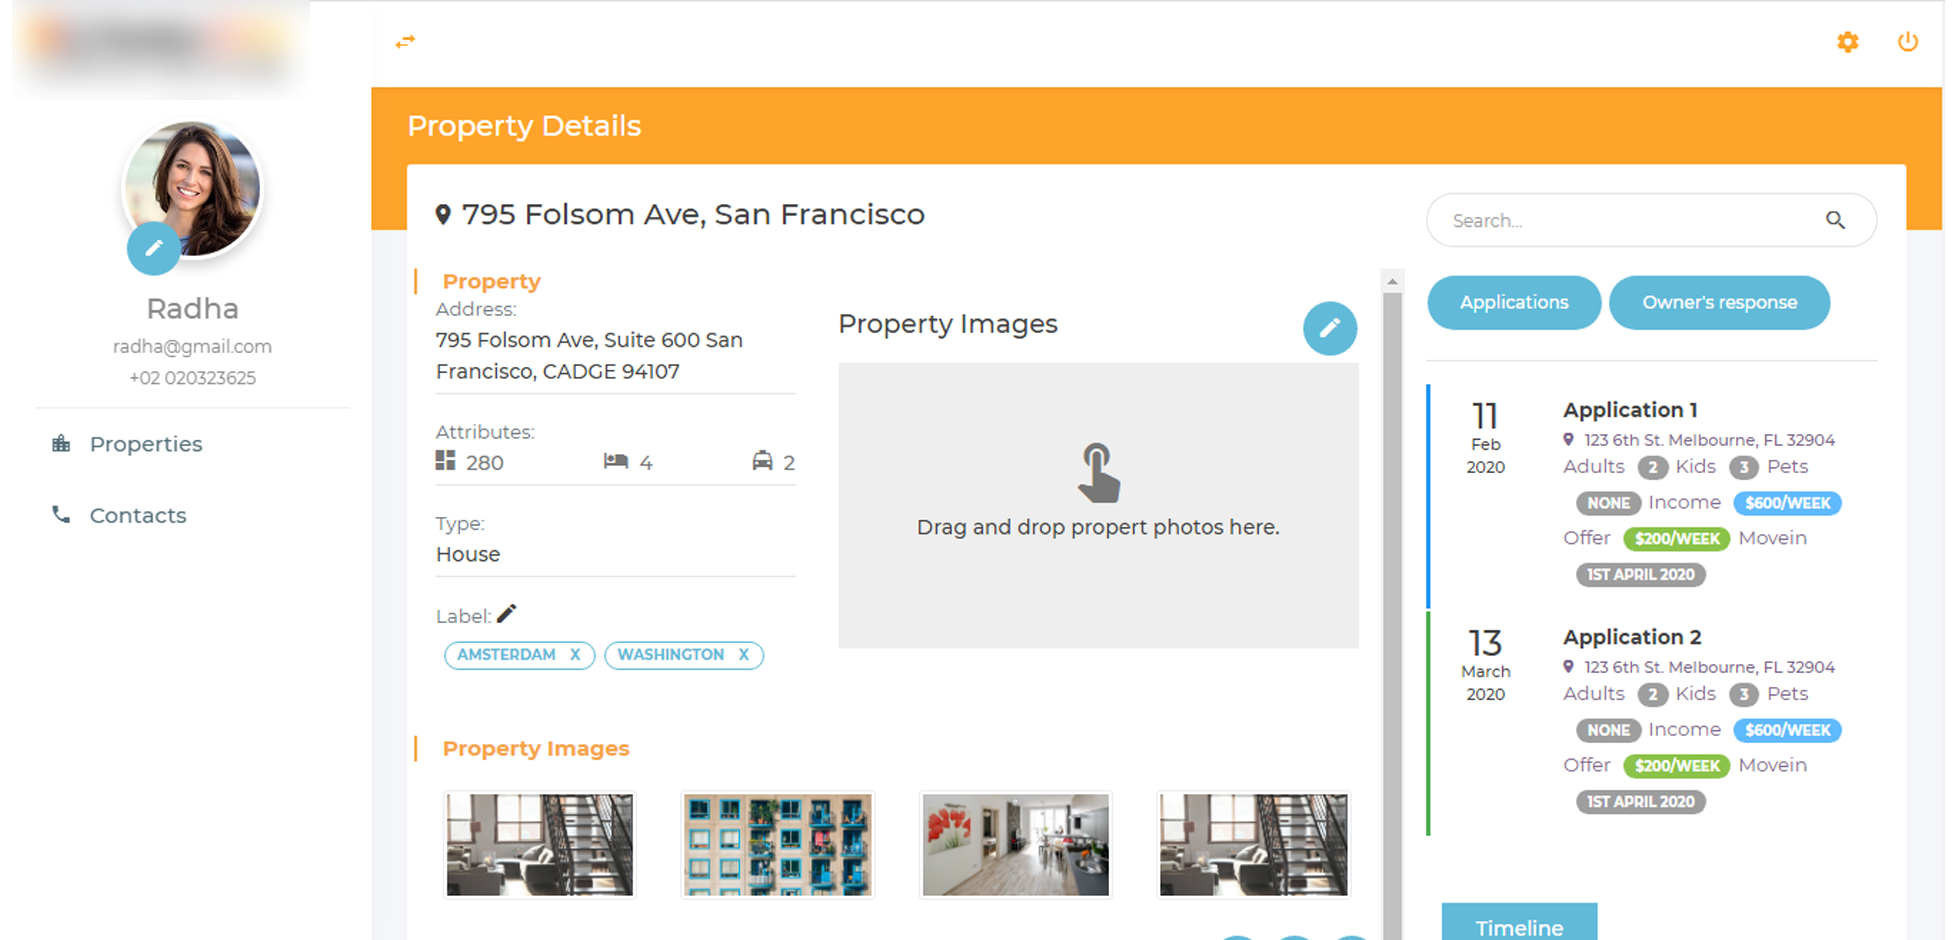 Radha
radha@gmail.com
+02 020323625
Properties
Contacts
Property Details
795 Folsom Ave, San Francisco
Property
Address:
795 Folsom Ave, Suite 600 San
Francisco, CADGE 94107
Attributes:
280 4 2
Type:
House
Label:
AMSTERDAM X WASHINGTON X
Property Images
Drag and drop propert photos here.
Property Images
Search...
Applications Owner's response
11
Feb
2020
Application 1
123 6th St. Melbourne, FL 32904
Adults 2 Kids 3 Pets
NONE Income $600/WEEK
Offer $200/WEEK Movein
1ST APRIL 2020
13
March
2020
Application 2
123 6th St. Melbourne, FL 32904
Adults 2 Kids 3 Pets
NONE Income $600/WEEK
Offer $200/WEEK Movein
1ST APRIL 2020
Timeline